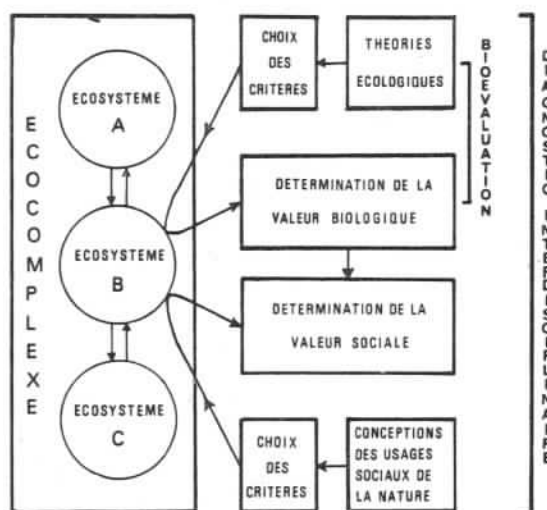 ECOCOMPLEXE
ECOSYSTEME
A
ECOSYSTEME
B
ECOSYSTEME
C
CHOIX
DES
CRITERES
THEORIES
ECOLOGIQUES
DETERMINATION DE LA
VALEUR BIOLOGIQUE
DETERMINATION DE LA
VALEUR SOCIALE
CHOIX
DES
CRITERES
CONCEPTIONS
DES USAGES
SOCIAUX DE
LA NATURE
BIOEVALUATION
DIAGNOSTIC INTERDISCIPLINAIRE